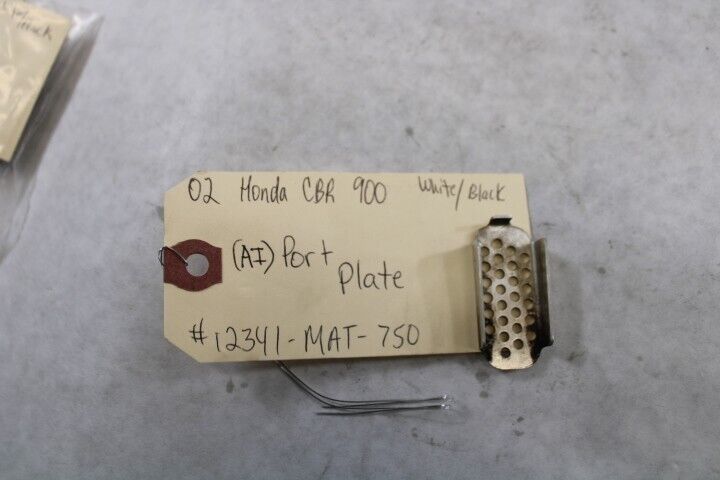 02 Honda CBR 900 White/Black
(AI) Port
Plate
#12341-MAT-750